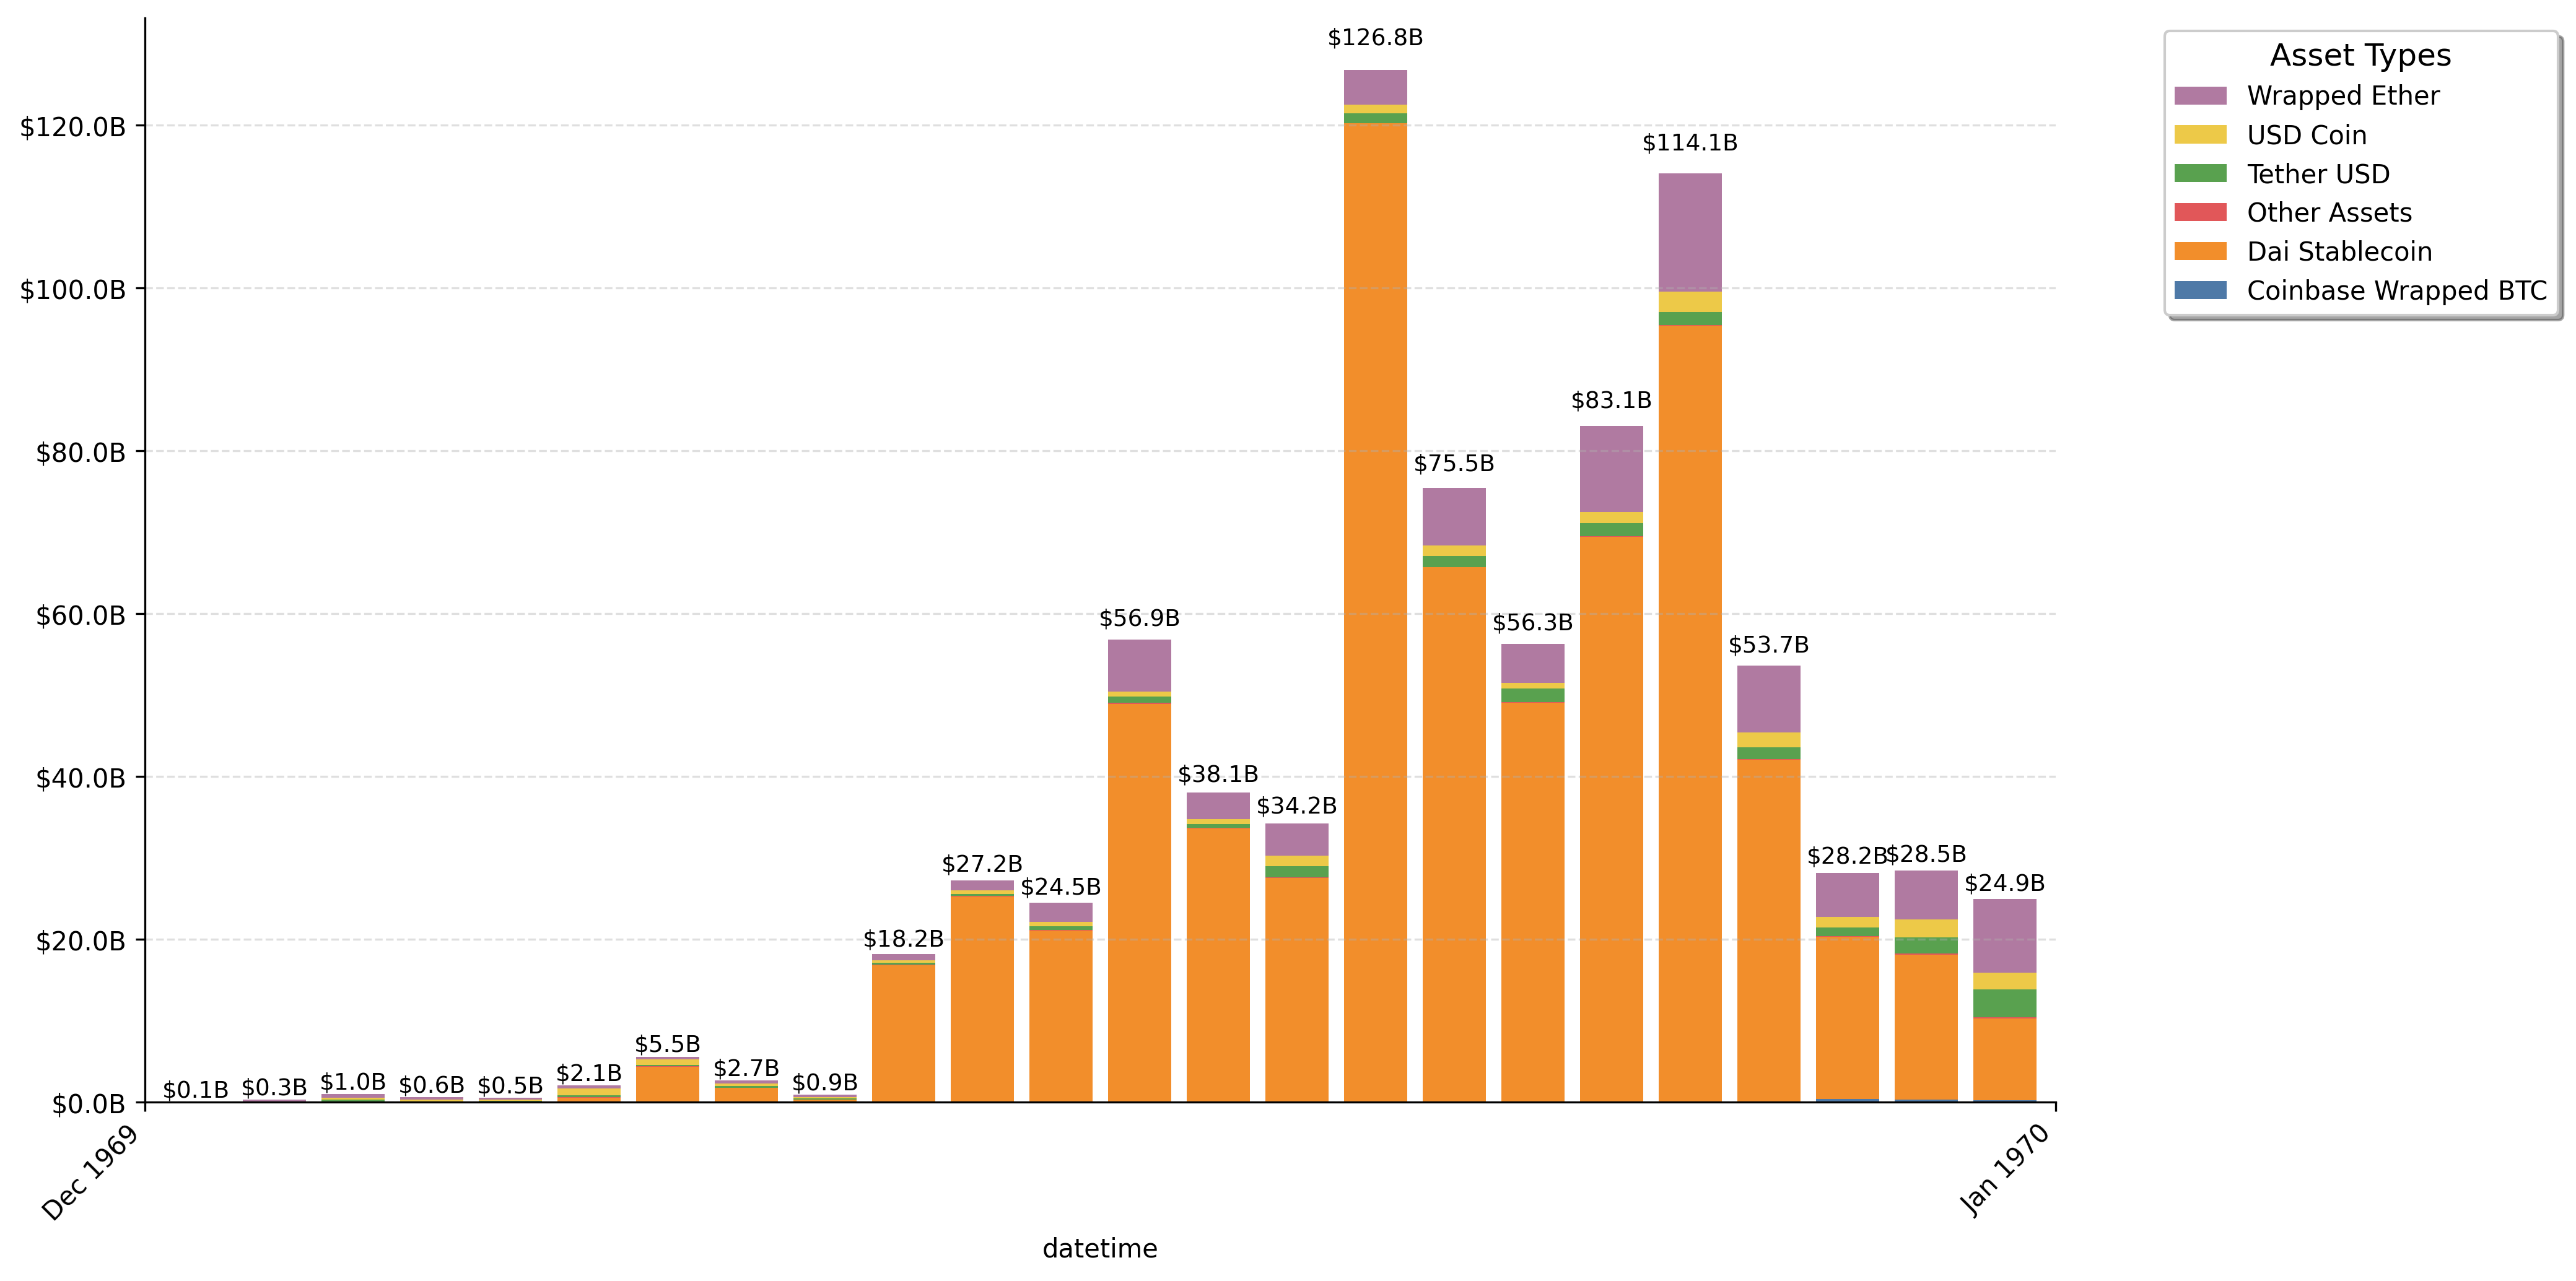 $126.8B
$114.1B
$83.1B
$75.5B
$56.9B
$56.3B
$53.7B
$38.1B
$34.2B
$27.2B
$24.5B
$28.2B
$28.5B
$24.9B
$18.2B
$5.5B
$2.7B
$2.1B
$0.9B
$0.1B
$0.3B
$1.0B
$0.6B
$0.5B
$120.0B
$100.0B
$80.0B
$60.0B
$40.0B
$20.0B
$0.0B
Dec 1969
Jan 1970
datetime
Asset Types
Wrapped Ether
USD Coin
Tether USD
Other Assets
Dai Stablecoin
Coinbase Wrapped BTC